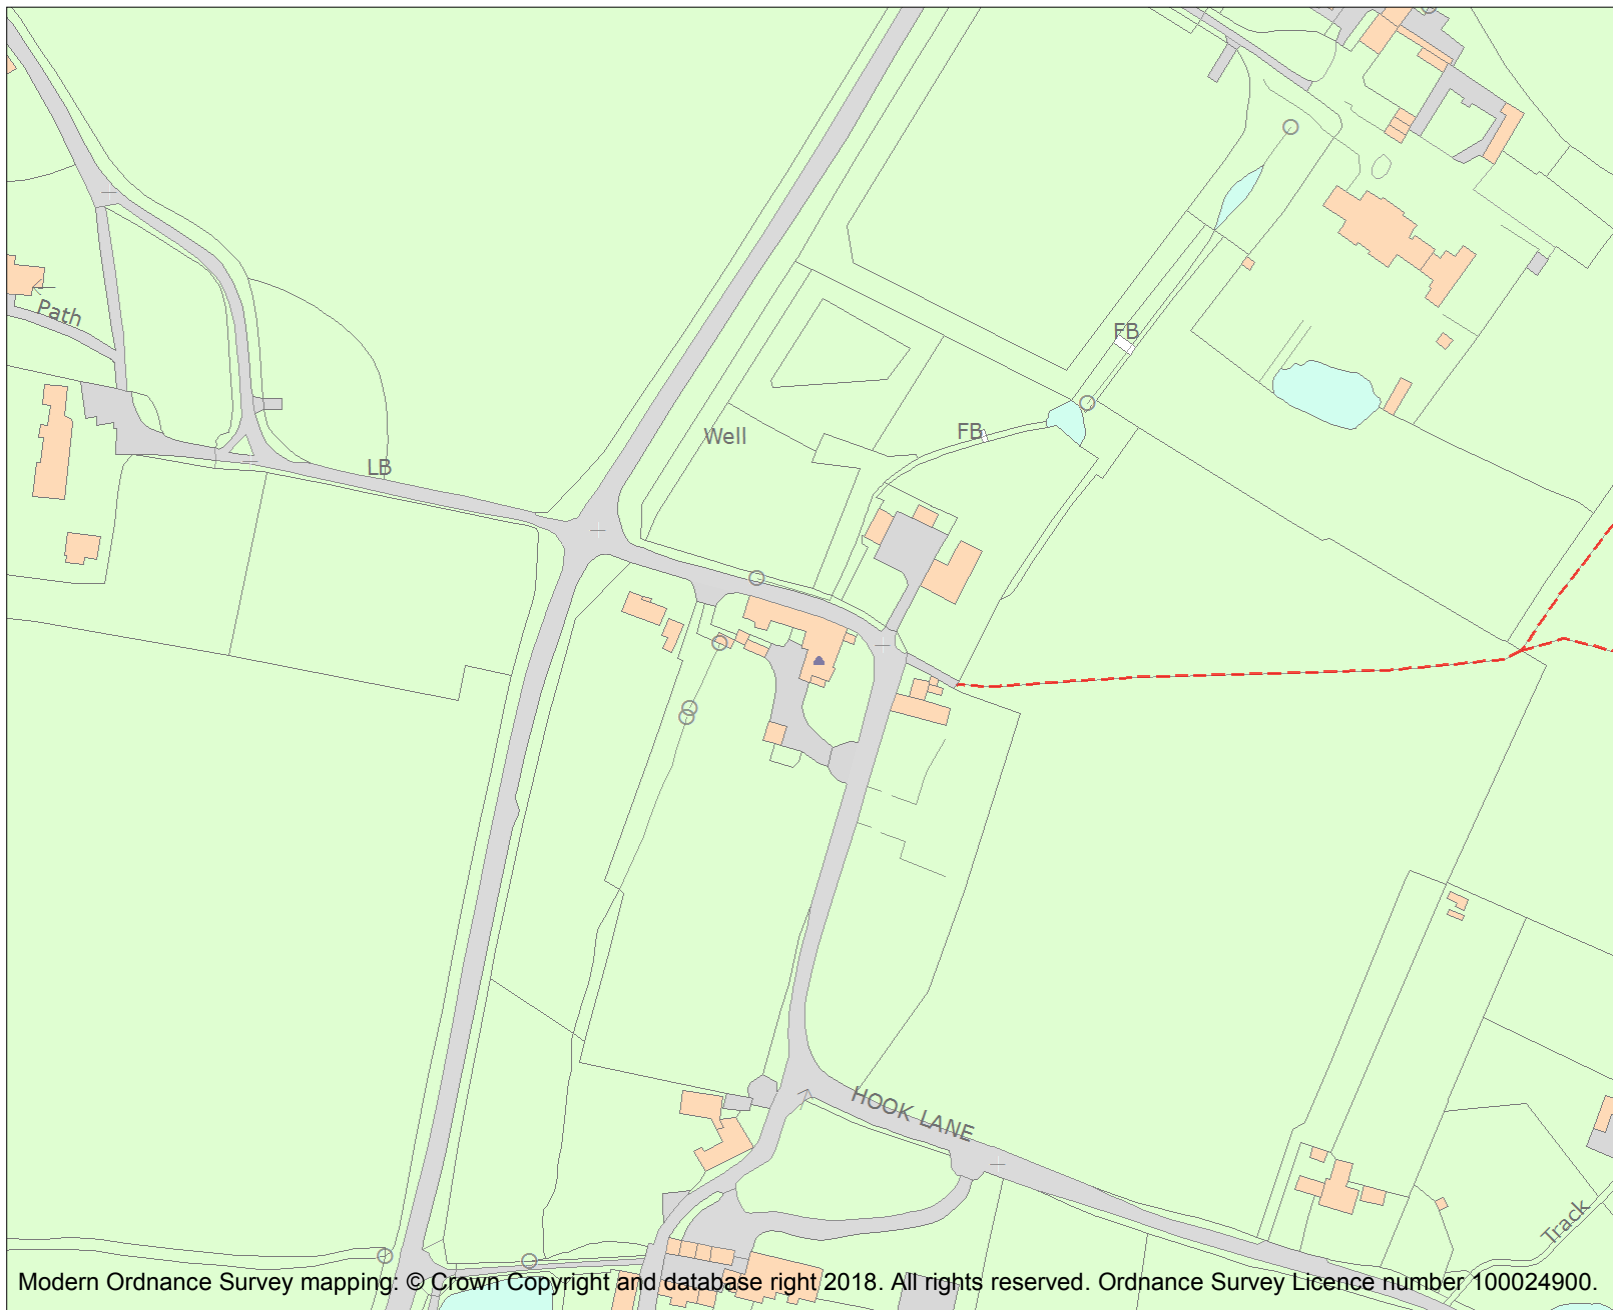 Path
FB
FB
Well
LB
HOOK LANE
Track
Modern Ordnance Survey mapping: © Crown Copyright and database right 2018. All rights reserved. Ordnance Survey Licence number 100024900.